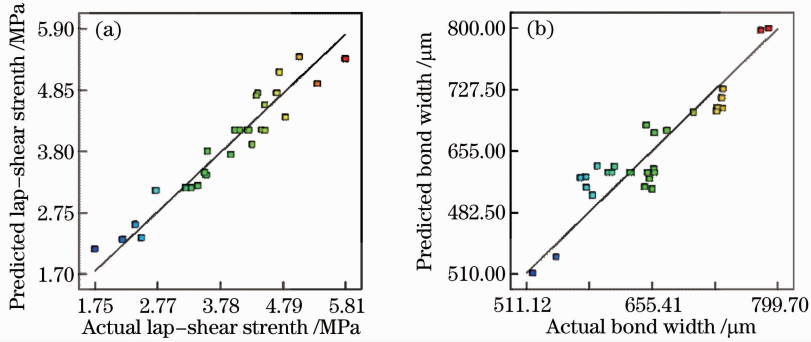 (a)
Predicted lap-shear strenth /MPa
5.90
4.85
3.80
2.75
1.70
1.75 2.77 3.78 4.79 5.81
Actual lap-shear strenth /MPa
(b)
Predicted bond width /μm
800.00
727.50
655.00
482.50
510.00
511.12 655.41 799.70
Actual bond width /μm